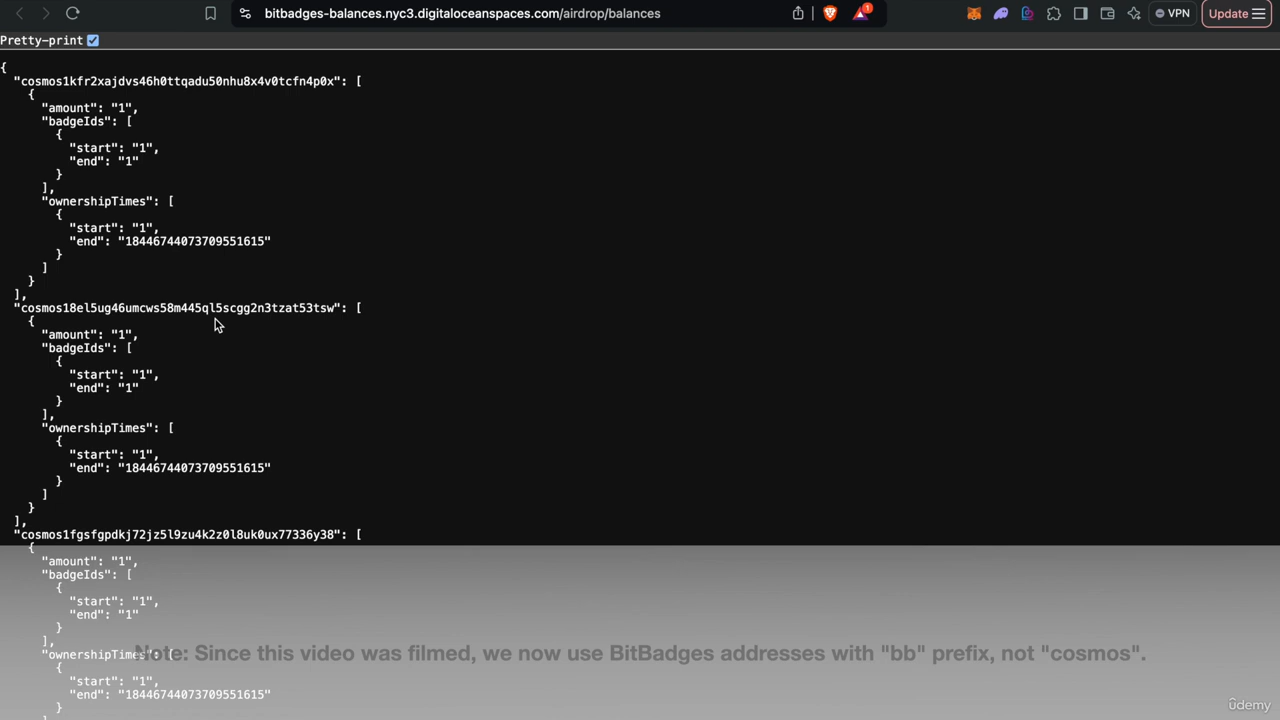 bitbadges-balances.nyc3.digitaloceanspaces.com/airdrop/balances
1
VPN
Update
Pretty-print
{
"cosmos1kfr2xajdvs46h0ttqadu50nhu8x4v0tcfn4p0x": [
{
"amount": "1",
"badgeIds": [
{
"start": "1",
"end": "1"
}
],
"ownershipTimes": [
{
"start": "1",
"end": "18446744073709551615"
}
]
}
],
"cosmos18el5ug46umcws58m445ql5scgg2n3tzat53tsw": [
{
"amount": "1",
"badgeIds": [
{
"start": "1",
"end": "1"
}
],
"ownershipTimes": [
{
"start": "1",
"end": "18446744073709551615"
}
]
}
],
"cosmos1fgsfgpdkj72jz5l9zu4k2z0l8uk0ux77336y38": [
{
"amount": "1",
"badgeIds": [
{
"start": "1",
"end": "1"
}
],
"ownershipTimes": [
Note: Since this video was filmed, we now use BitBadges addresses with "bb" prefix, not "cosmos".
{
"start": "1",
"end": "18446744073709551615"
}
]
udemy